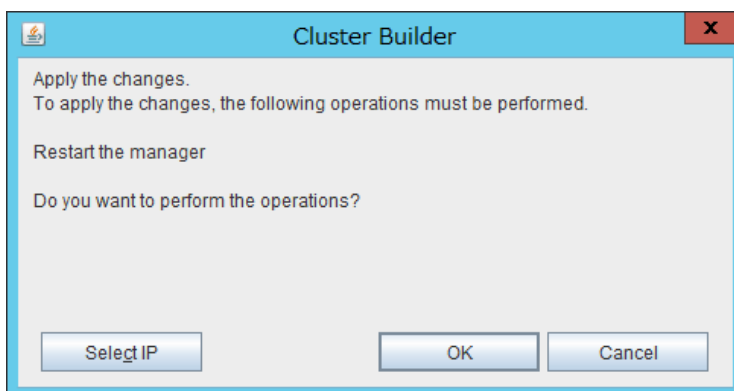 Cluster Builder
x
Apply the changes.
To apply the changes, the following operations must be performed.
Restart the manager
Do you want to perform the operations?
Select IP
OK
Cancel